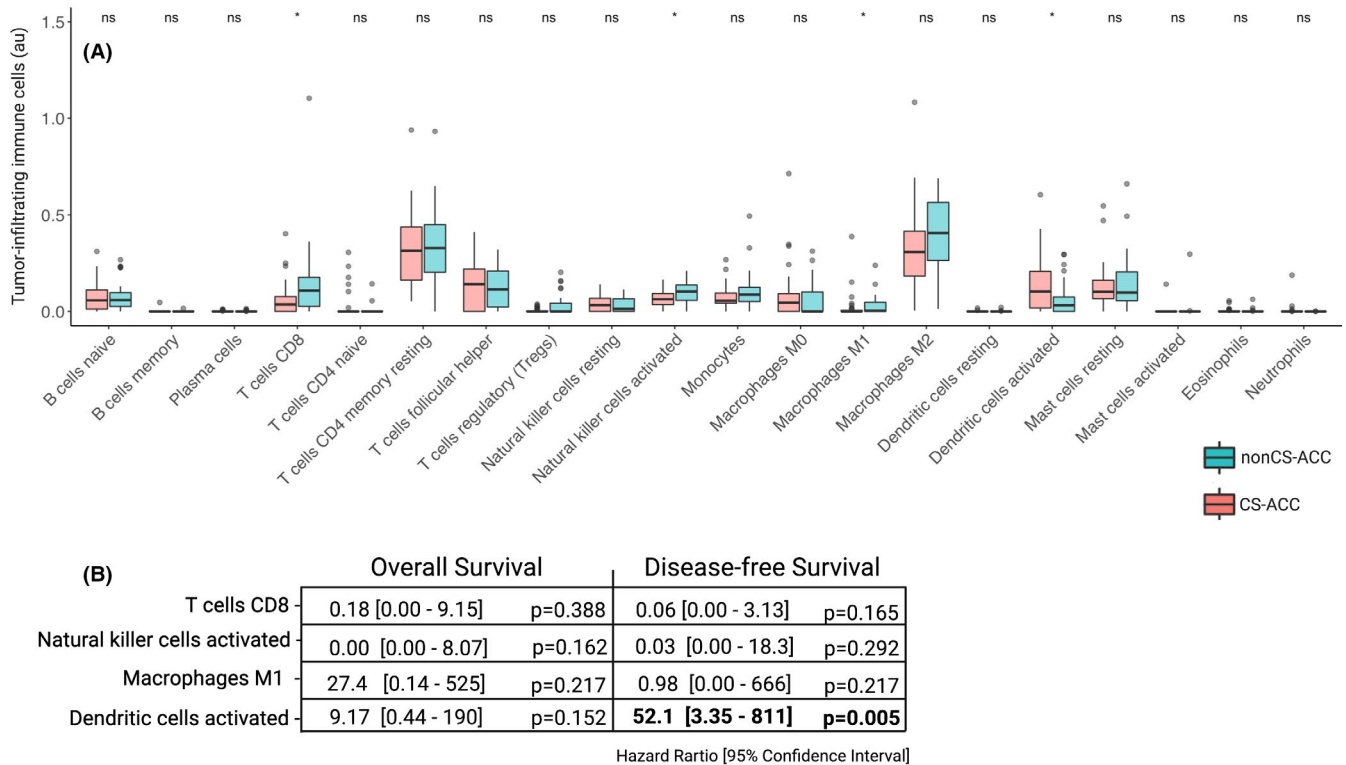 ns ns ns * ns ns ns ns ns * ns ns * ns ns * ns ns ns ns
(A)
Tumor-infiltrating immune cells (au)
1.5
1.0
0.5
0.0
B cells naive
B cells memory
Plasma cells
T cells CD8
T cells CD4 naive
T cells CD4 memory resting
T cells follicular helper
T cells regulatory (Tregs)
Natural killer cells resting
Natural killer cells activated
Monocytes
Macrophages M0
Macrophages M1
Macrophages M2
Dendritic cells resting
Dendritic cells activated
Mast cells resting
Mast cells activated
Eosinophils
Neutrophils
nonCS-ACC
CS-ACC
(B)
Overall Survival Disease-free Survival
T cells CD8 0.18 [0.00 - 9.15] p=0.388 0.06 [0.00 - 3.13] p=0.165
Natural killer cells activated 0.00 [0.00 - 8.07] p=0.162 0.03 [0.00 - 18.3] p=0.292
Macrophages M1 27.4 [0.14 - 525] p=0.217 0.98 [0.00 - 666] p=0.217
Dendritic cells activated 9.17 [0.44 - 190] p=0.152 52.1 [3.35 - 811] p=0.005
Hazard Rartio [95% Confidence Interval]